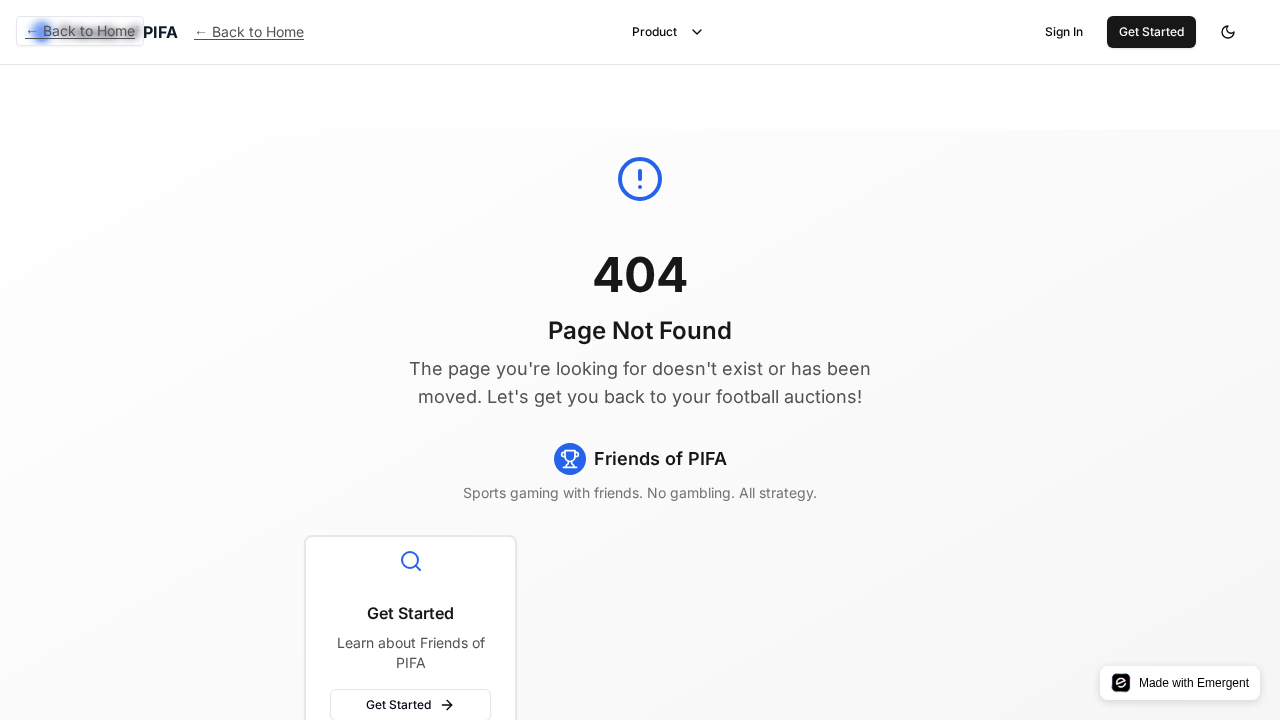 ← Back to Home
PIFA
← Back to Home
Product
Sign In
Get Started
404
Page Not Found
The page you're looking for doesn't exist or has been
moved. Let's get you back to your football auctions!
Friends of PIFA
Sports gaming with friends. No gambling. All strategy.
Get Started
Learn about Friends of
PIFA
Get Started →
Made with Emergent